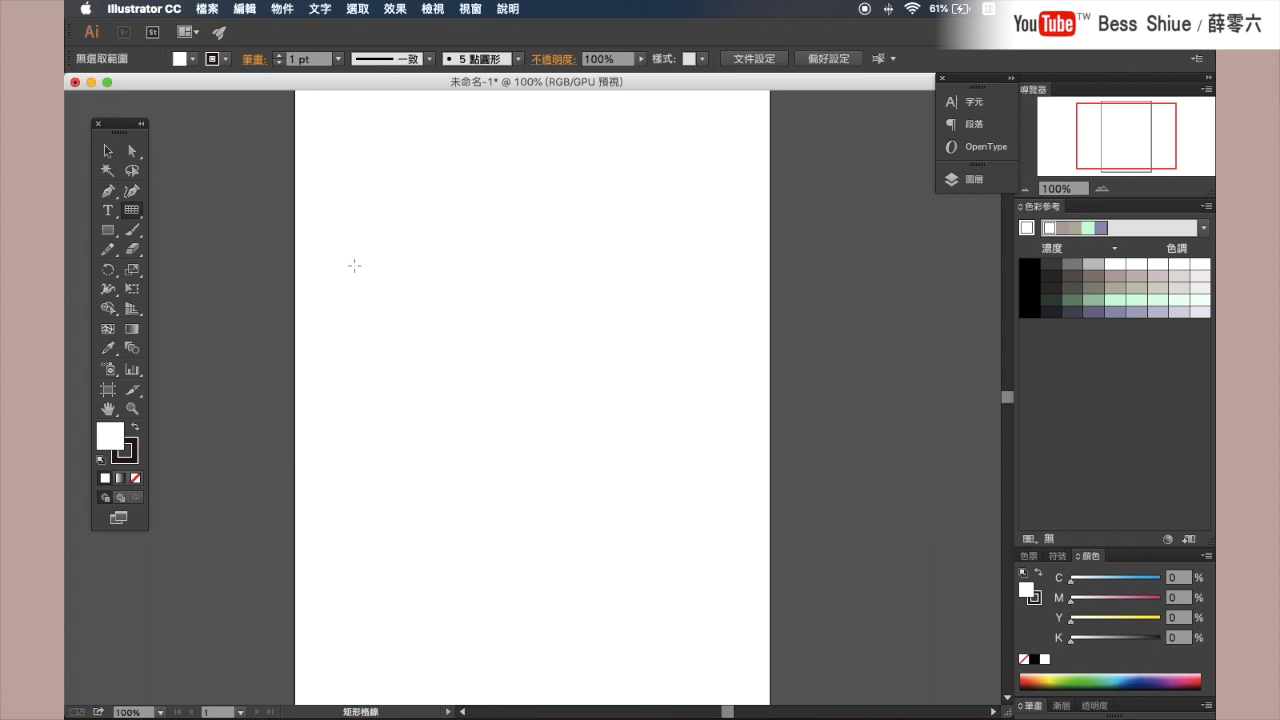 Illustrator CC 檔案 編輯 物件 文字 選取 效果 檢視 視窗 說明
61%
YouTube TW Bess Shiue / 薛零六
Ai Br St
無選取範圍 筆畫: 1 pt 一致 5 點圓形 不透明度: 100% 樣式: 文件設定 偏好設定
未命名-1* @ 100% (RGB/GPU 預視)
字元
段落
OpenType
圖層
導覽器
100%
色彩參考
濃度 色調
無
色票 符號 顏色
C 0 %
M 0 %
Y 0 %
K 0 %
筆畫 漸層 透明度
100% 1 矩形格線